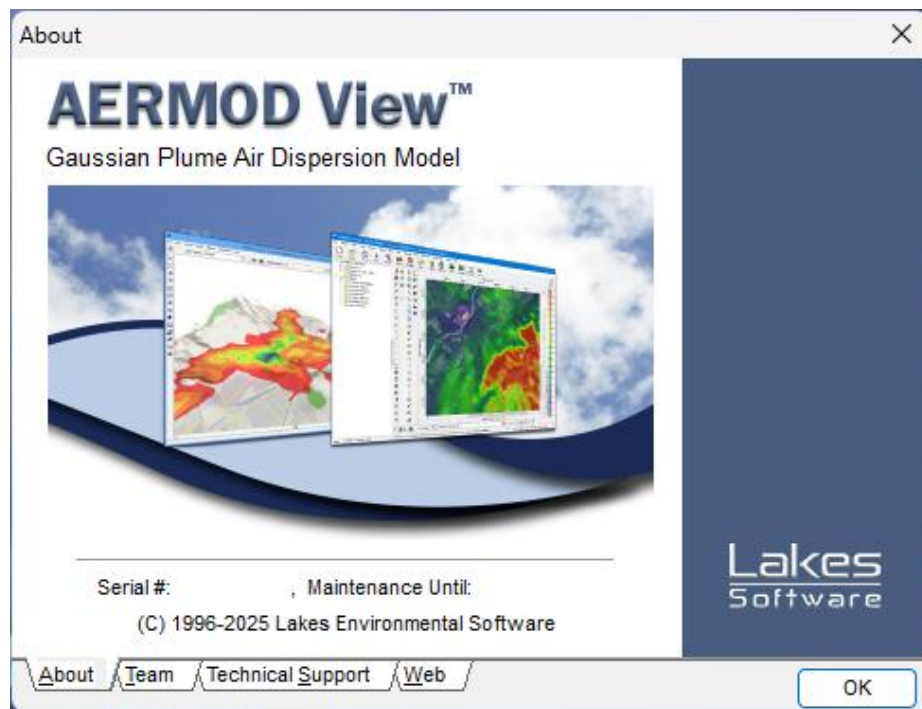 About
AERMOD View™
Gaussian Plume Air Dispersion Model
Serial #: , Maintenance Until:
(C) 1996-2025 Lakes Environmental Software
Lakes
Software
About Team Technical Support Web
OK